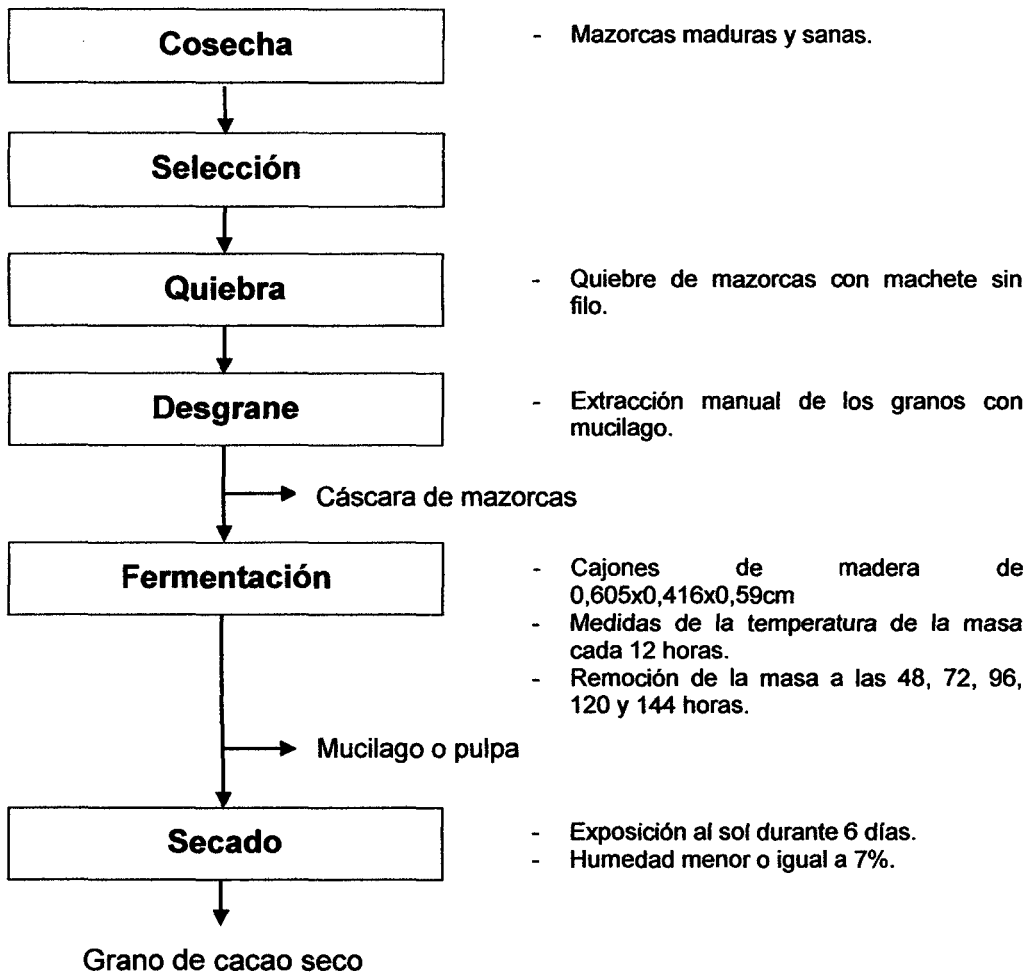 Cosecha
- Mazorcas maduras y sanas.
Selección
Quiebra
- Quiebre de mazorcas con machete sin
filo.
Desgrane
- Extracción manual de los granos con
mucilago.
Cáscara de mazorcas
Fermentación
- Cajones de madera de
0,605x0,416x0,59cm
- Medidas de la temperatura de la masa
cada 12 horas.
- Remoción de la masa a las 48, 72, 96,
120 y 144 horas.
Mucilago o pulpa
Secado
- Exposición al sol durante 6 días.
- Humedad menor o igual a 7%.
Grano de cacao seco